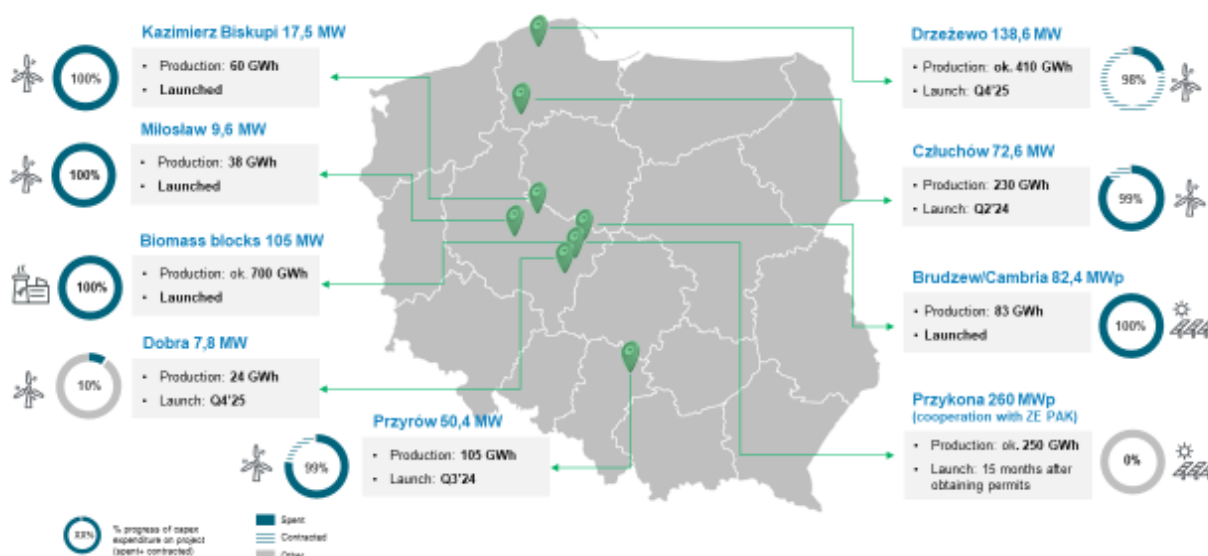 Kazimierz Biskupi 17,5 MW
100%
• Production: 60 GWh
• Launched
Miłosław 9,6 MW
100%
• Production: 38 GWh
• Launched
Biomass blocks 105 MW
100%
• Production: ok. 700 GWh
• Launched
Dobra 7,8 MW
10%
• Production: 24 GWh
• Launch: Q4'25
Przyrów 50,4 MW
99%
• Production: 105 GWh
• Launch: Q3'24
Drzeżewo 138,6 MW
• Production: ok. 410 GWh
• Launch: Q4'25
98%
Człuchów 72,6 MW
• Production: 230 GWh
• Launch: Q2'24
99%
Brudzew/Cambria 82,4 MWp
• Production: 83 GWh
• Launched
100%
Przykona 260 MWp
(cooperation with ZE PAK)
• Production: ok. 250 GWh
• Launch: 15 months after
obtaining permits
0%
XX%
% progress of capex
expenditure on project
(spent+ contracted)
Spent
Contracted
Other